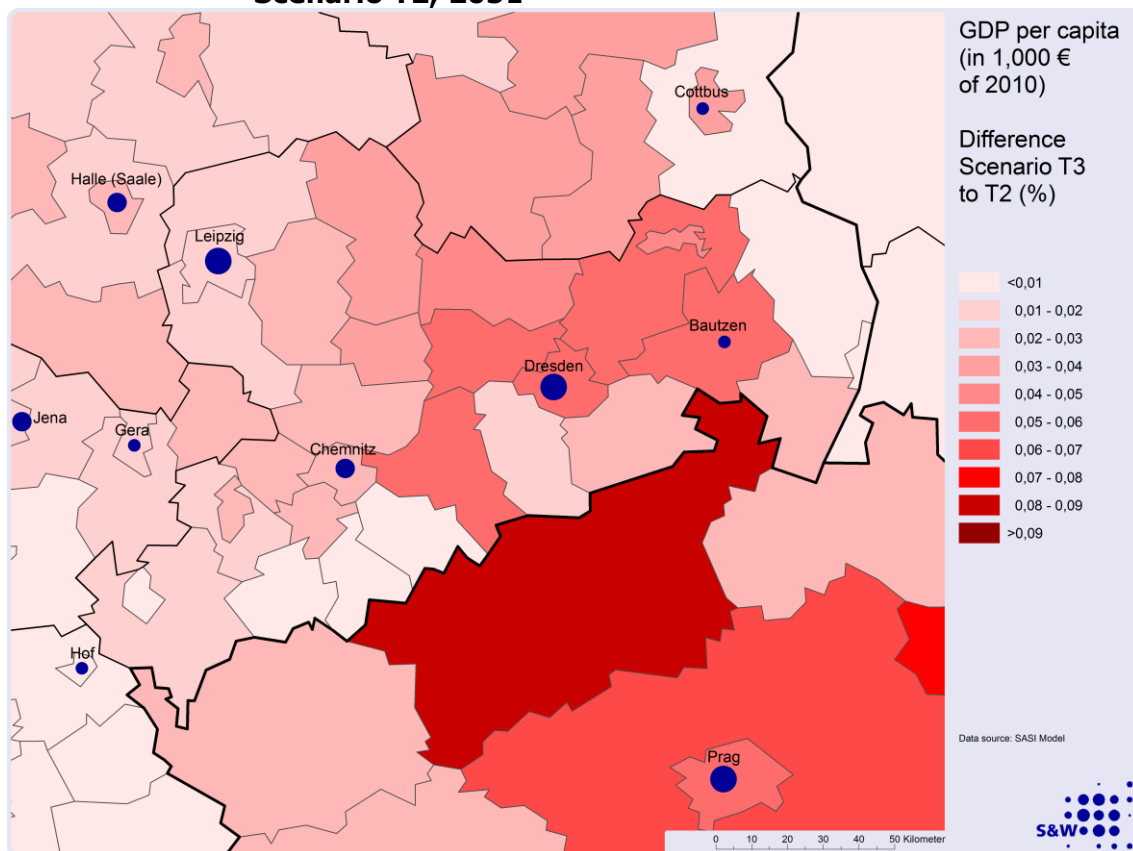 Scenario T2, 2031
GDP per capita
(in 1,000 €
of 2010)
Difference
Scenario T3
to T2 (%)
<0,01
0,01 - 0,02
0,02 - 0,03
0,03 - 0,04
0,04 - 0,05
0,05 - 0,06
0,06 - 0,07
0,07 - 0,08
0,08 - 0,09
>0,09
Cottbus
Halle (Saale)
Leipzig
Bautzen
Dresden
Jena
Gera
Chemnitz
Hof
Prag
Data source: SASI Model
S&W
0 10 20 30 40 50 Kilometer